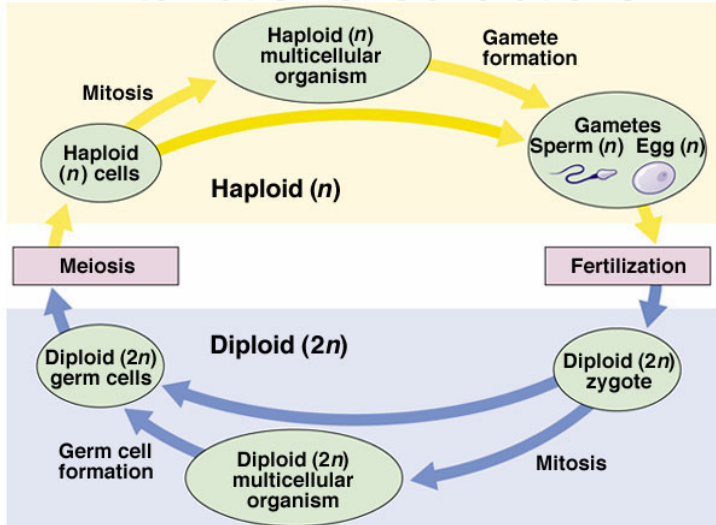 Haploid (n)
multicellular
organism
Gamete
formation
Mitosis
Gametes
Sperm (n) Egg (n)
Haploid
(n) cells
Haploid (n)
Meiosis
Fertilization
Diploid (2n)
Diploid (2n)
germ cells
Diploid (2n)
zygote
Germ cell
formation
Diploid (2n)
multicellular
organism
Mitosis